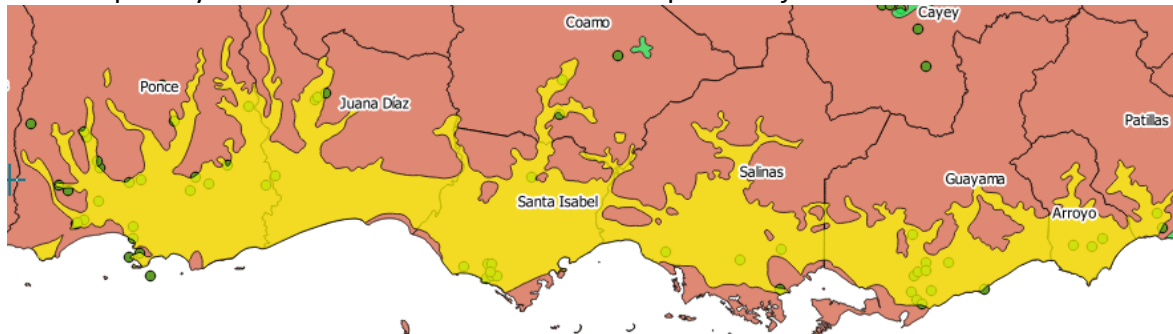 Coamo
Cayey
Ponce
Juana Díaz
Patillas
Salinas
Guayama
Santa Isabel
Arroyo